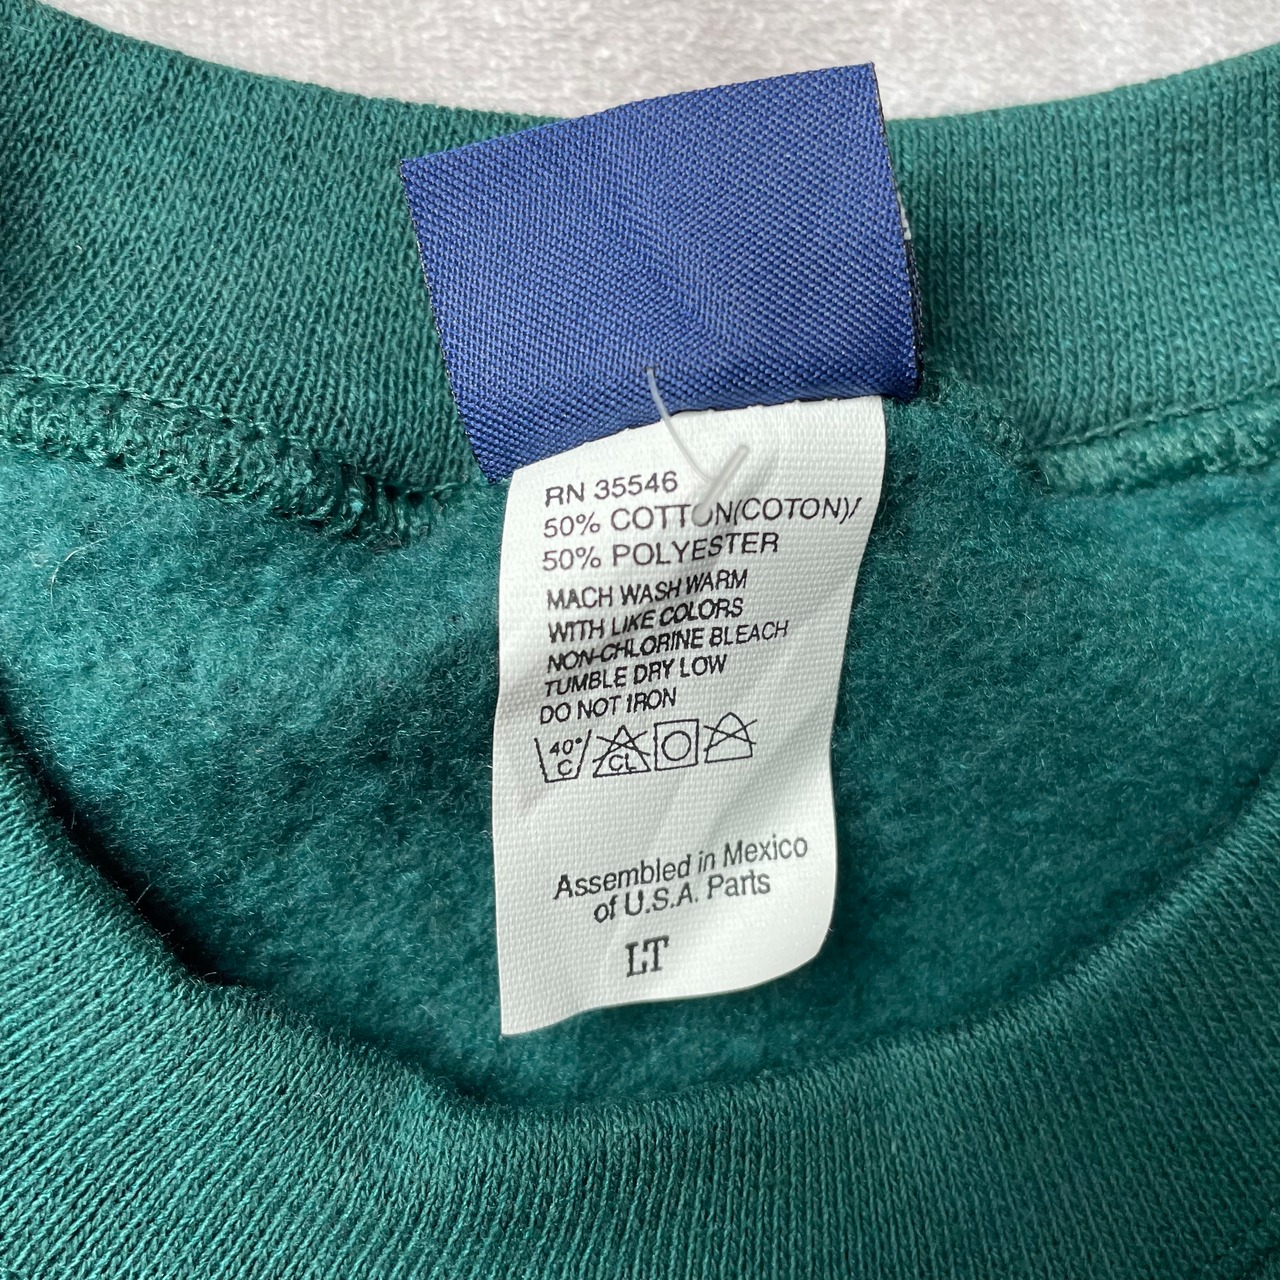 RN 35546
50% COTTON(COTON)/
50% POLYESTER
MACH WASH WARM
WITH LIKE COLORS
NON-CHLORINE BLEACH
TUMBLE DRY LOW
DO NOT IRON
40° C CL
Assembled in Mexico
of U.S.A. Parts
LT